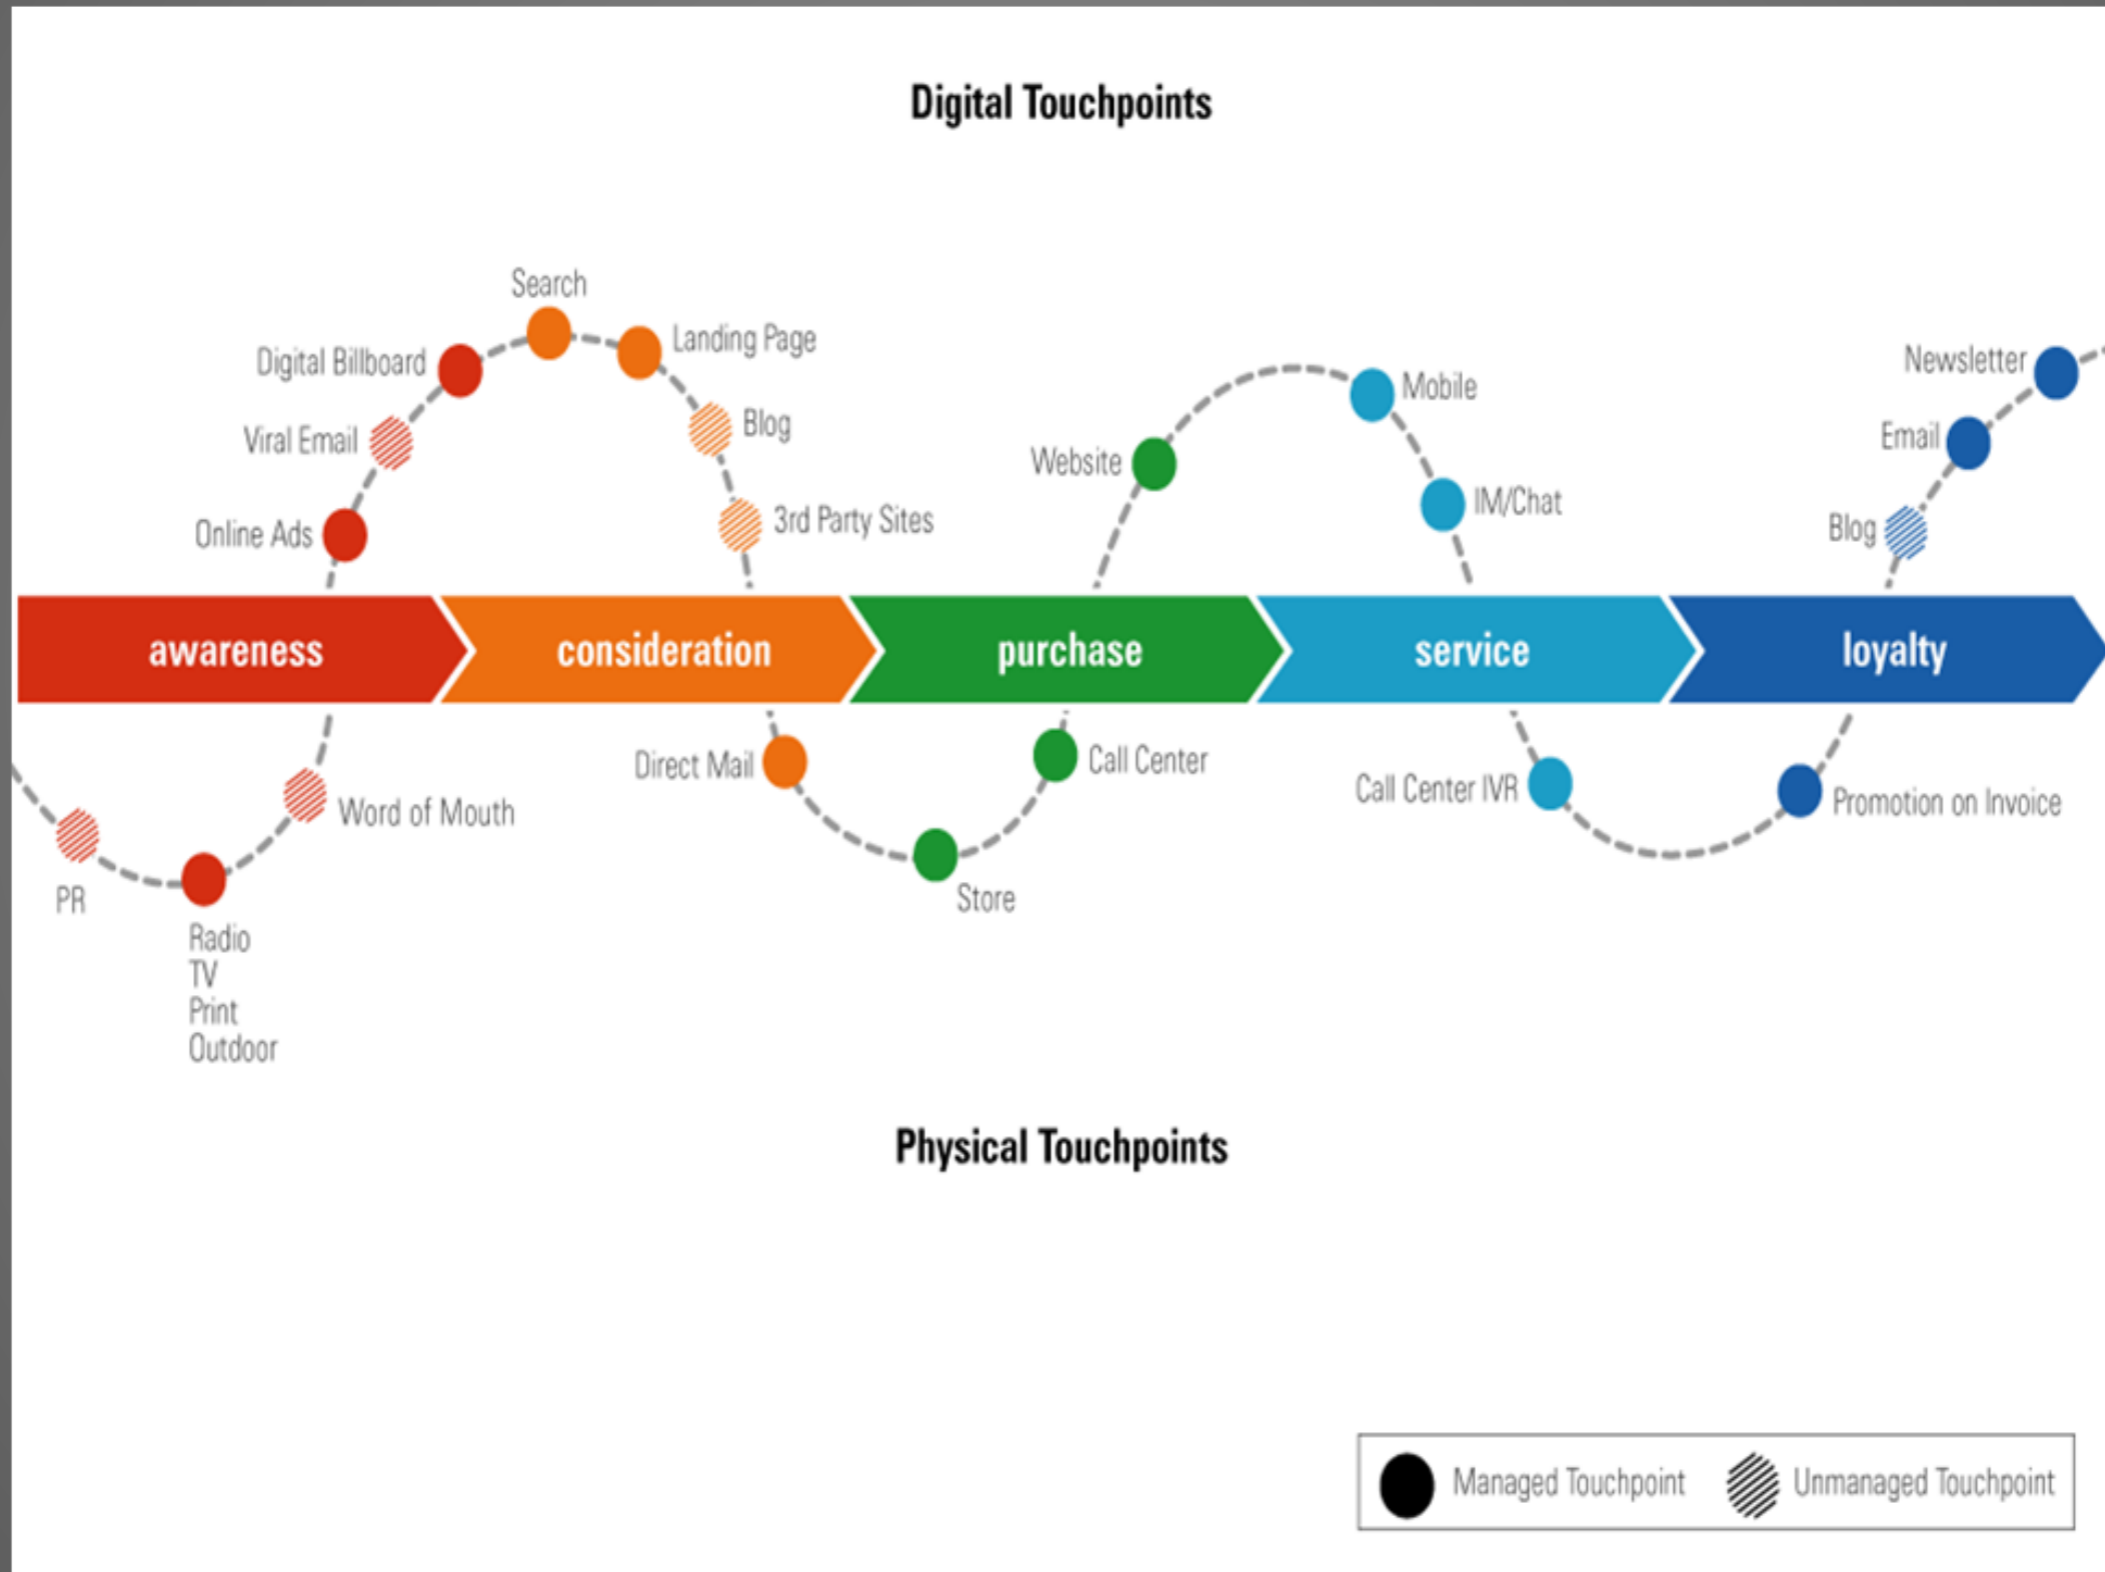 Digital Touchpoints
Search
Landing Page
Digital Billboard
Viral Email
Online Ads
Blog
3rd Party Sites
Website
Mobile
IM/Chat
Newsletter
Email
Blog
awareness
consideration
purchase
service
loyalty
PR
Radio
TV
Print
Outdoor
Word of Mouth
Direct Mail
Store
Call Center
Call Center IVR
Promotion on Invoice
Physical Touchpoints
Managed Touchpoint
Unmanaged Touchpoint